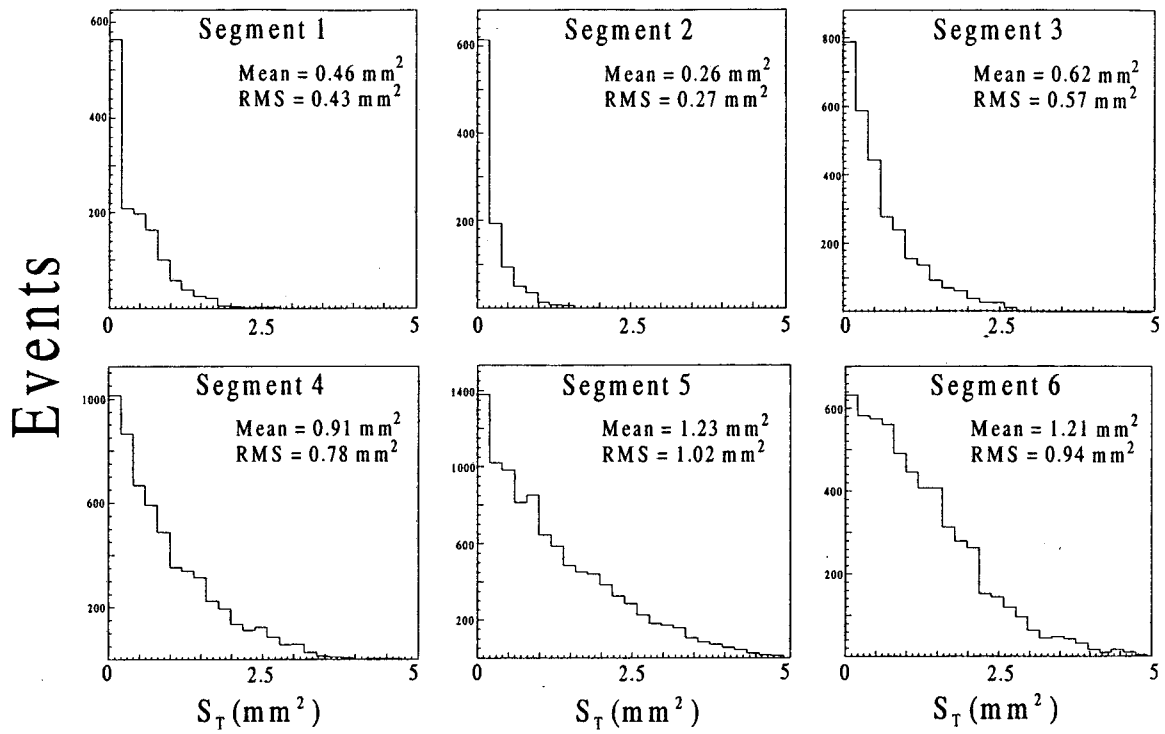 Events
Segment 1
Mean = 0.46 mm²
RMS = 0.43 mm²
600
400
200
0 2.5 5
Segment 2
Mean = 0.26 mm²
RMS = 0.27 mm²
600
400
200
0 2.5 5
Segment 3
Mean = 0.62 mm²
RMS = 0.57 mm²
800
600
400
200
0 2.5 5
Segment 4
Mean = 0.91 mm²
RMS = 0.78 mm²
1000
600
200
0 2.5 5
S_T (mm²)
Segment 5
Mean = 1.23 mm²
RMS = 1.02 mm²
1400
1000
600
200
0 2.5 5
S_T (mm²)
Segment 6
Mean = 1.21 mm²
RMS = 0.94 mm²
600
400
200
0 2.5 5
S_T (mm²)